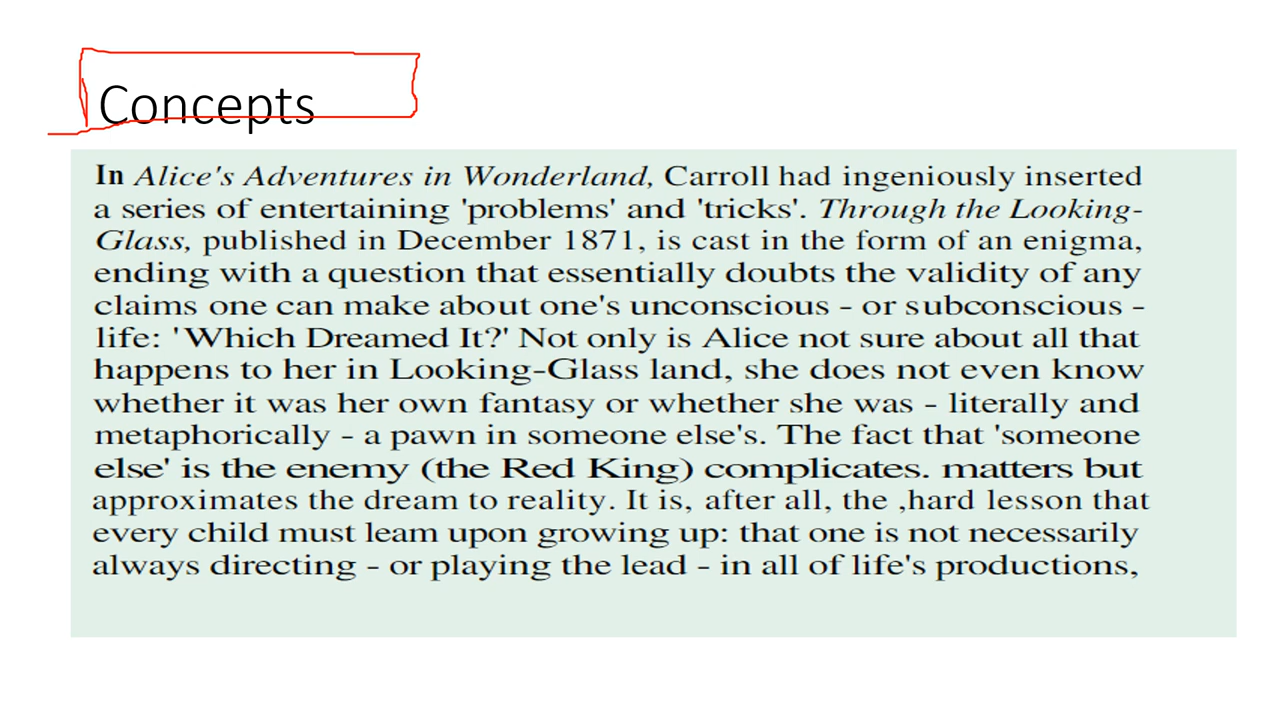 Concepts
In Alice's Adventures in Wonderland, Carroll had ingeniously inserted
a series of entertaining 'problems' and 'tricks'. Through the Looking-
Glass, published in December 1871, is cast in the form of an enigma,
ending with a question that essentially doubts the validity of any
claims one can make about one's unconscious - or subconscious -
life: 'Which Dreamed It?' Not only is Alice not sure about all that
happens to her in Looking-Glass land, she does not even know
whether it was her own fantasy or whether she was - literally and
metaphorically - a pawn in someone else's. The fact that 'someone
else' is the enemy (the Red King) complicates. matters but
approximates the dream to reality. It is, after all, the ,hard lesson that
every child must leam upon growing up: that one is not necessarily
always directing - or playing the lead - in all of life's productions,